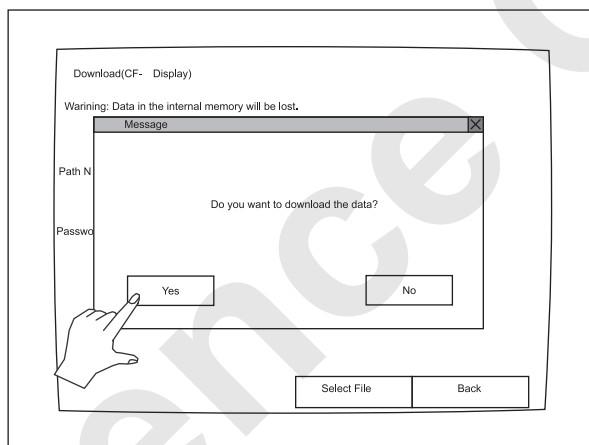 Download(CF- Display)
Warining: Data in the internal memory will be lost.
Message
Path N
Do you want to download the data?
Passwo
Yes No
Select File Back